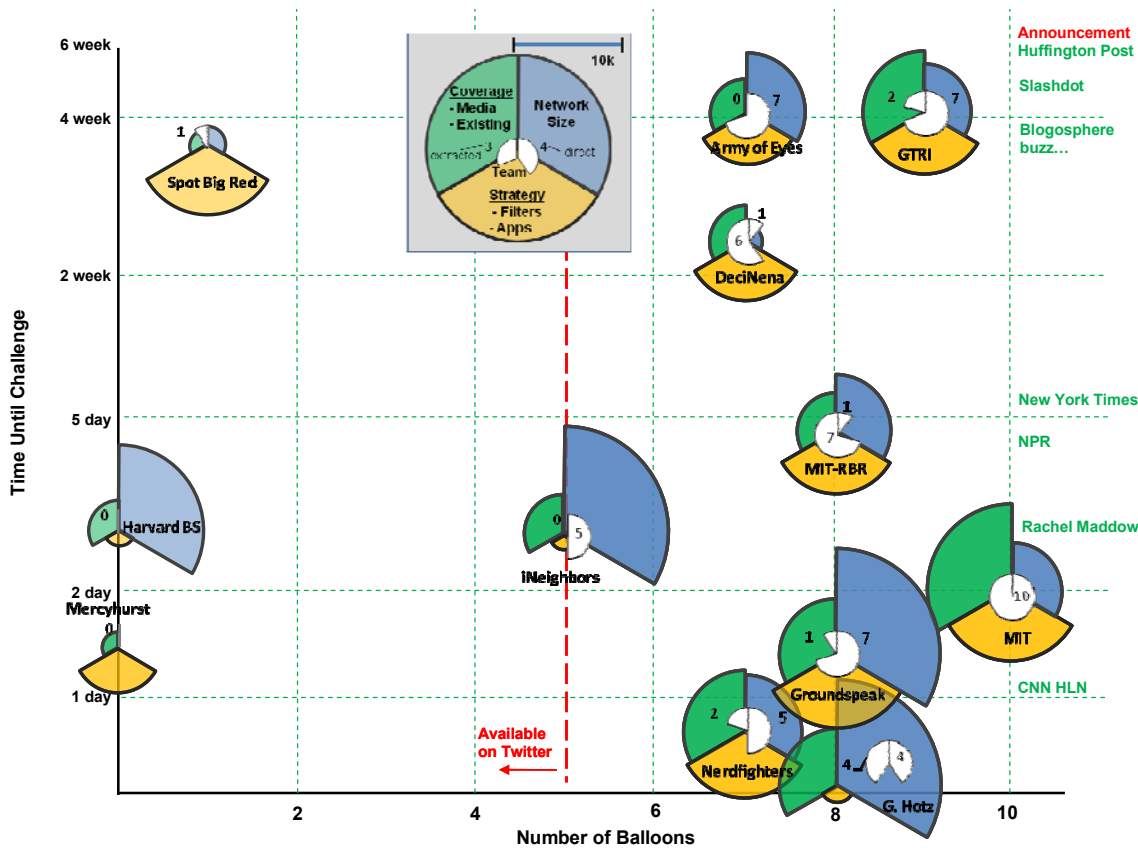 6 week
Announcement
Huffington Post
10k
Coverage
- Media
- Existing
Network
Size
extracted 3
4 direct
Team
Strategy
- Filters
- Apps
0
7
2
7
Slashdot
4 week
Blogosphere
buzz…
1
Army of Eyes
GTRI
Spot Big Red
1
6
2 week
DeciNena
Time Until Challenge
New York Times
5 day
1
NPR
7
MIT-RBR
0
Harvard BS
0
5
Rachel Maddow
iNeighbors
2 day
10
Mercyhurst
0
1
7
MIT
1 day
Groundspeak
CNN HLN
2
5
Available
on Twitter
4
4
Nerdfighters
G. Hotz
2
4
6
8
10
Number of Balloons